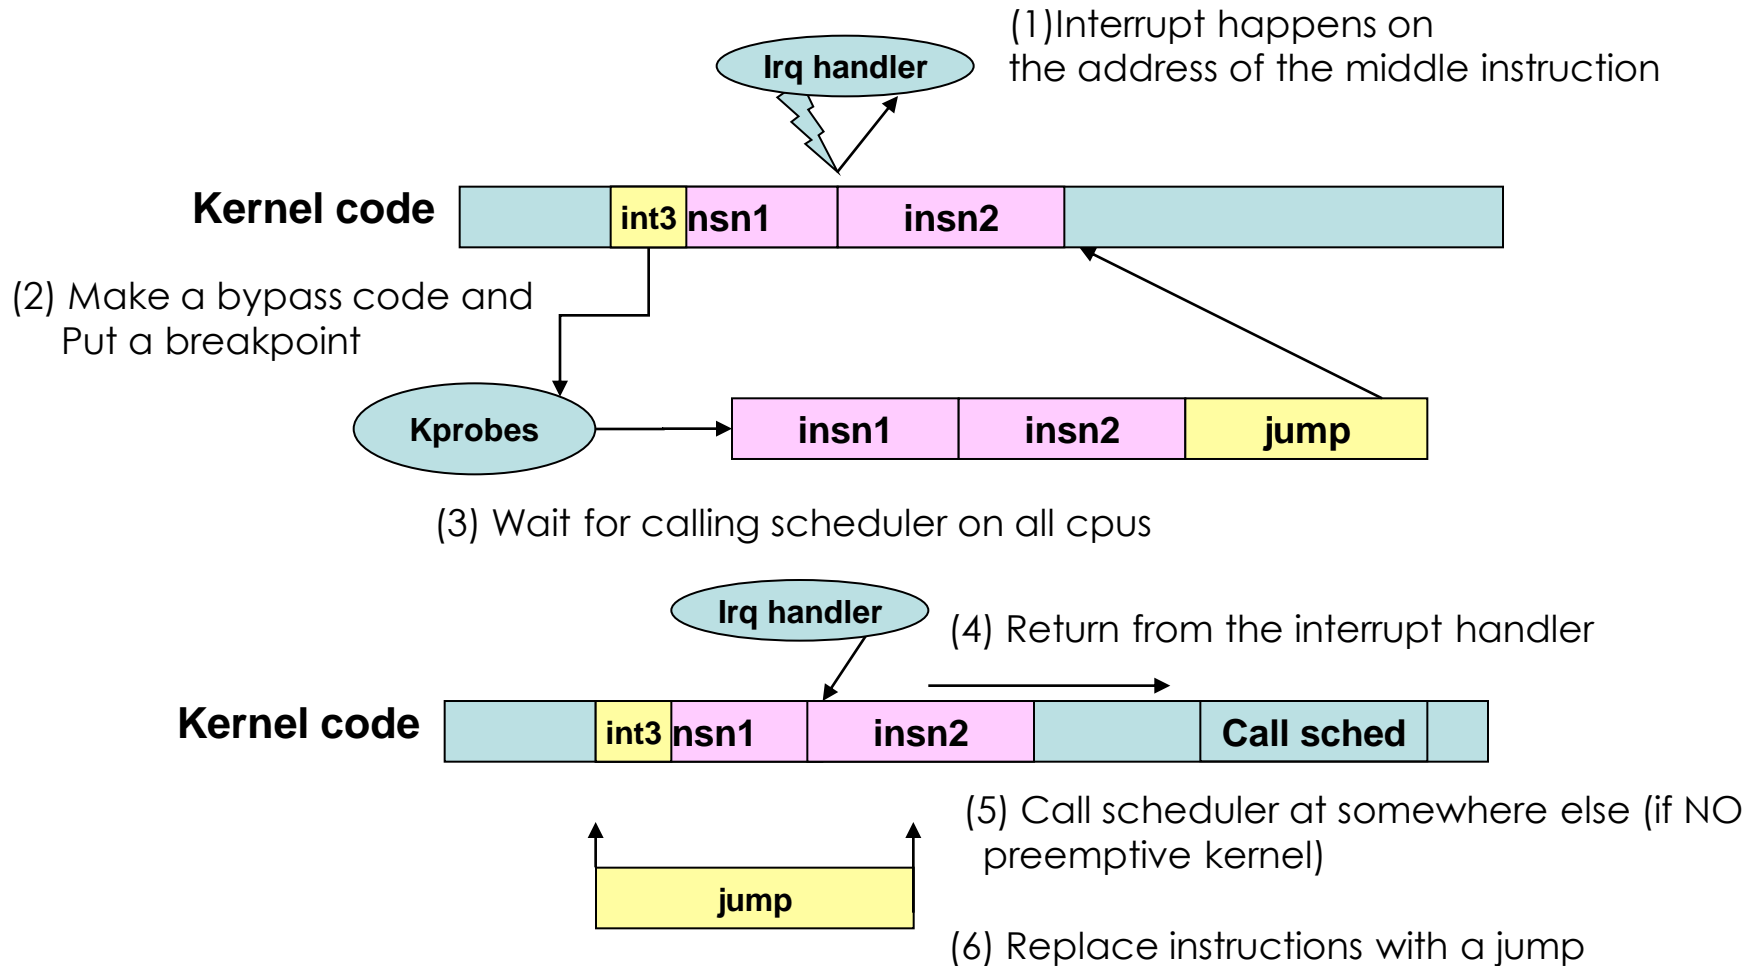 (1)Interrupt happens on
the address of the middle instruction
Irq handler
Kernel code
int3
nsn1
insn2
(2) Make a bypass code and
Put a breakpoint
Kprobes
insn1
insn2
jump
(3) Wait for calling scheduler on all cpus
Irq handler
(4) Return from the interrupt handler
Kernel code
int3
nsn1
insn2
Call sched
(5) Call scheduler at somewhere else (if NO
preemptive kernel)
jump
(6) Replace instructions with a jump